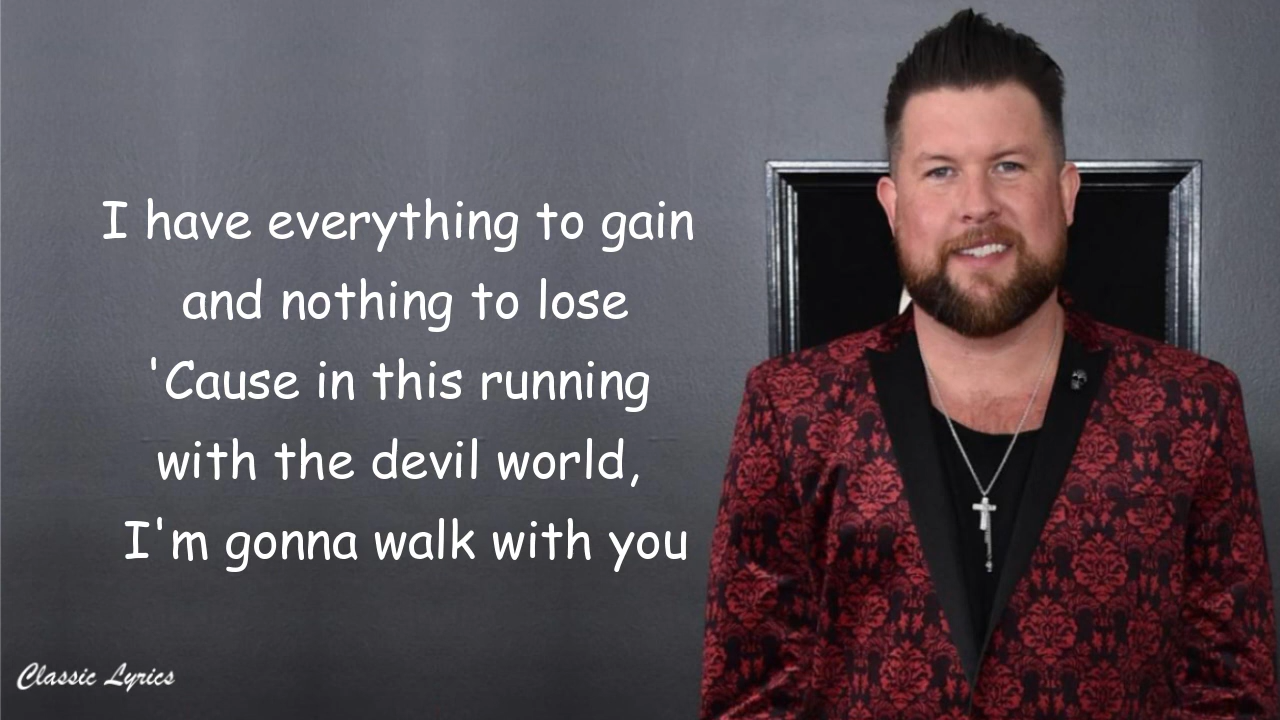 I have everything to gain
and nothing to lose
'Cause in this running
with the devil world,
I'm gonna walk with you
Classic Lyrics